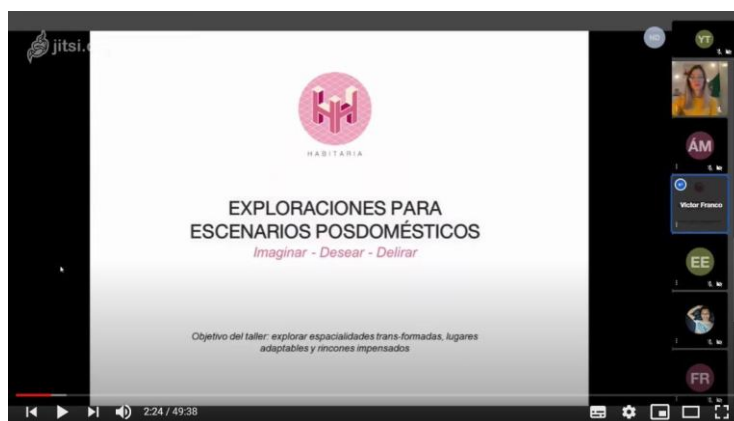 jitsi.
HABITARIA
EXPLORACIONES PARA
ESCENARIOS POSDOMÉSTICOS
Imaginar - Desear - Delirar
Objetivo del taller: explorar espacialidades trans-formadas, lugares
adaptables y rincones impensados
YT
ÁM
Victor Franco
EE
FR
2:24 / 49:38